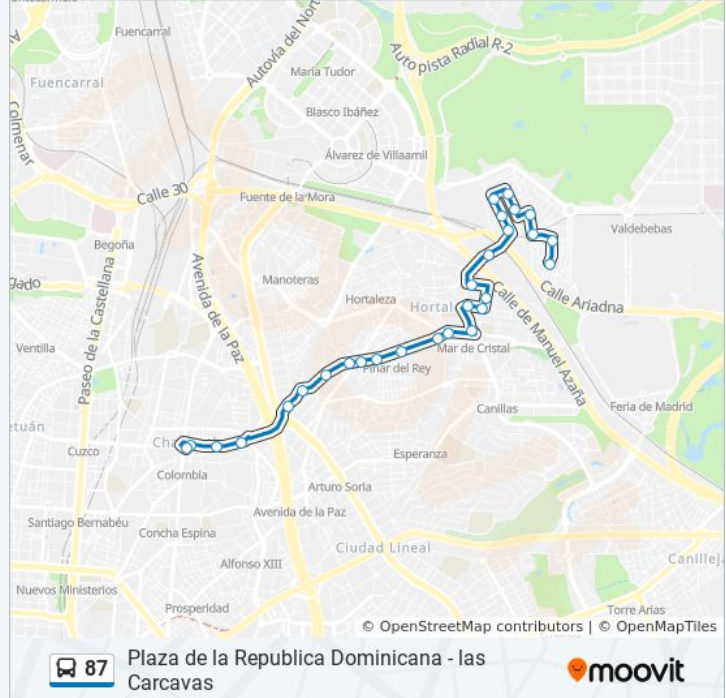 Fuencarral
Autovía del Nort
Autopista Radial R-2
María Tudor
Fuencarral
Blasco Ibáñez
Colmenar
Álvarez de Villaamil
Calle 30
Fuente de la Mora
Valdebebas
Begoña
Manoteras
Avenida de la Paz
Paseo de la Castellana
gado
Hortaleza
Hortal
Calle Ariadna
Calle de Manuel Azaña
Ventilla
Mar de Cristal
Pinar del Rey
Canillas
Feria de Madrid
etuán
Cha
Cuzco
Esperanza
Colombia
Arturo Soria
Avenida de la Paz
Santiago Bernabéu
Concha Espina
Ciudad Lineal
Alfonso XIII
Canilleja
Nuevos Ministerios
Prosperidad
Torre Arias
© OpenStreetMap contributors | © OpenMapTiles
87
Plaza de la Republica Dominicana - las
Carcavas
moovit